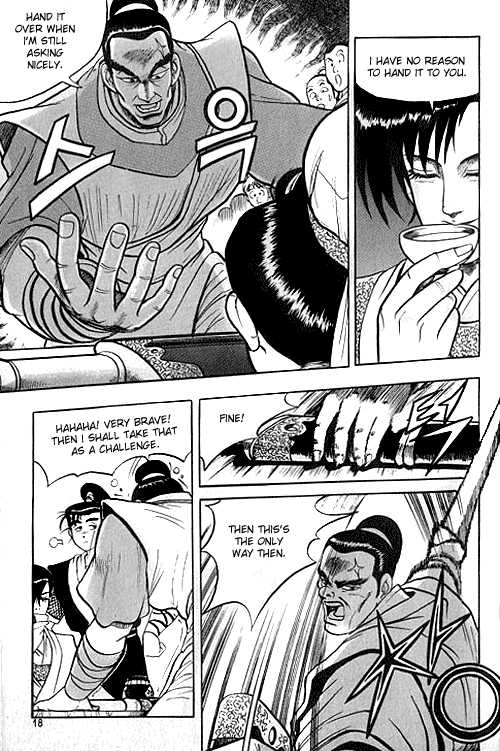 I HAVE NO REASON
TO HAND IT TO YOU.
HAND IT
OVER WHEN
I'M STILL
ASKING
NICELY.
FINE!
HAHAHA! VERY BRAVE!
THEN I SHALL TAKE THAT
AS A CHALLENGE.
THEN THIS'S
THE ONLY
WAY THEN.
18